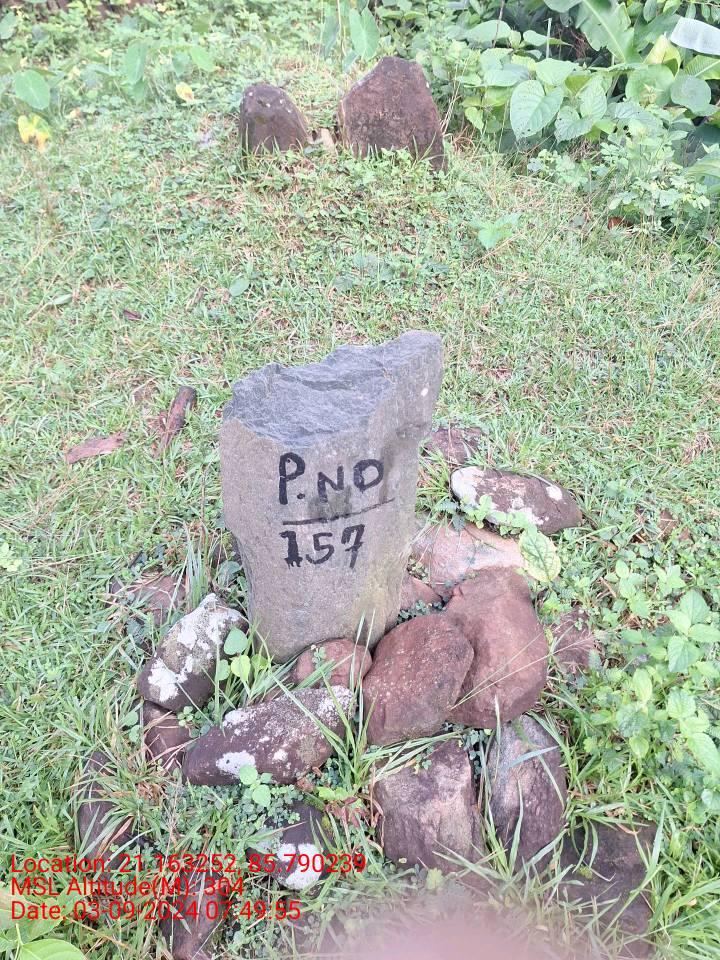 P.NO
157
Location: 21.163252, 85.790239
MSL Altitude(M): 304
Date: 03-09-2024 07:49:55